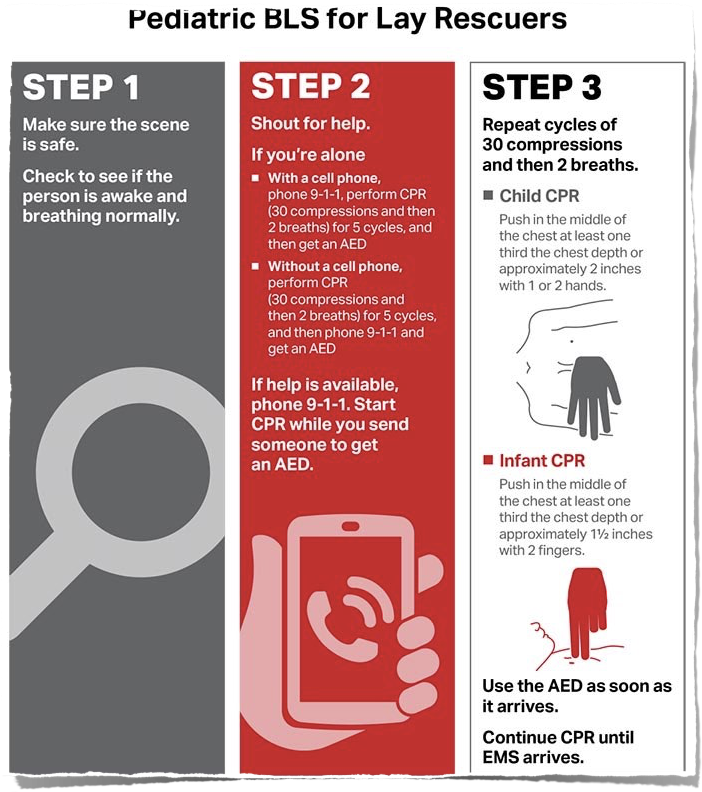 Pediatric BLS for Lay Rescuers
STEP 1
Make sure the scene
is safe.
Check to see if the
person is awake and
breathing normally.
STEP 2
Shout for help.
If you’re alone
■ With a cell phone,
phone 9-1-1, perform CPR
(30 compressions and then
2 breaths) for 5 cycles, and
then get an AED
■ Without a cell phone,
perform CPR
(30 compressions and
then 2 breaths) for 5 cycles,
and then phone 9-1-1 and
get an AED
If help is available,
phone 9-1-1. Start
CPR while you send
someone to get
an AED.
STEP 3
Repeat cycles of
30 compressions
and then 2 breaths.
■ Child CPR
Push in the middle of
the chest at least one
third the chest depth or
approximately 2 inches
with 1 or 2 hands.
■ Infant CPR
Push in the middle of
the chest at least one
third the chest depth or
approximately 1½ inches
with 2 fingers.
Use the AED as soon as
it arrives.
Continue CPR until
EMS arrives.